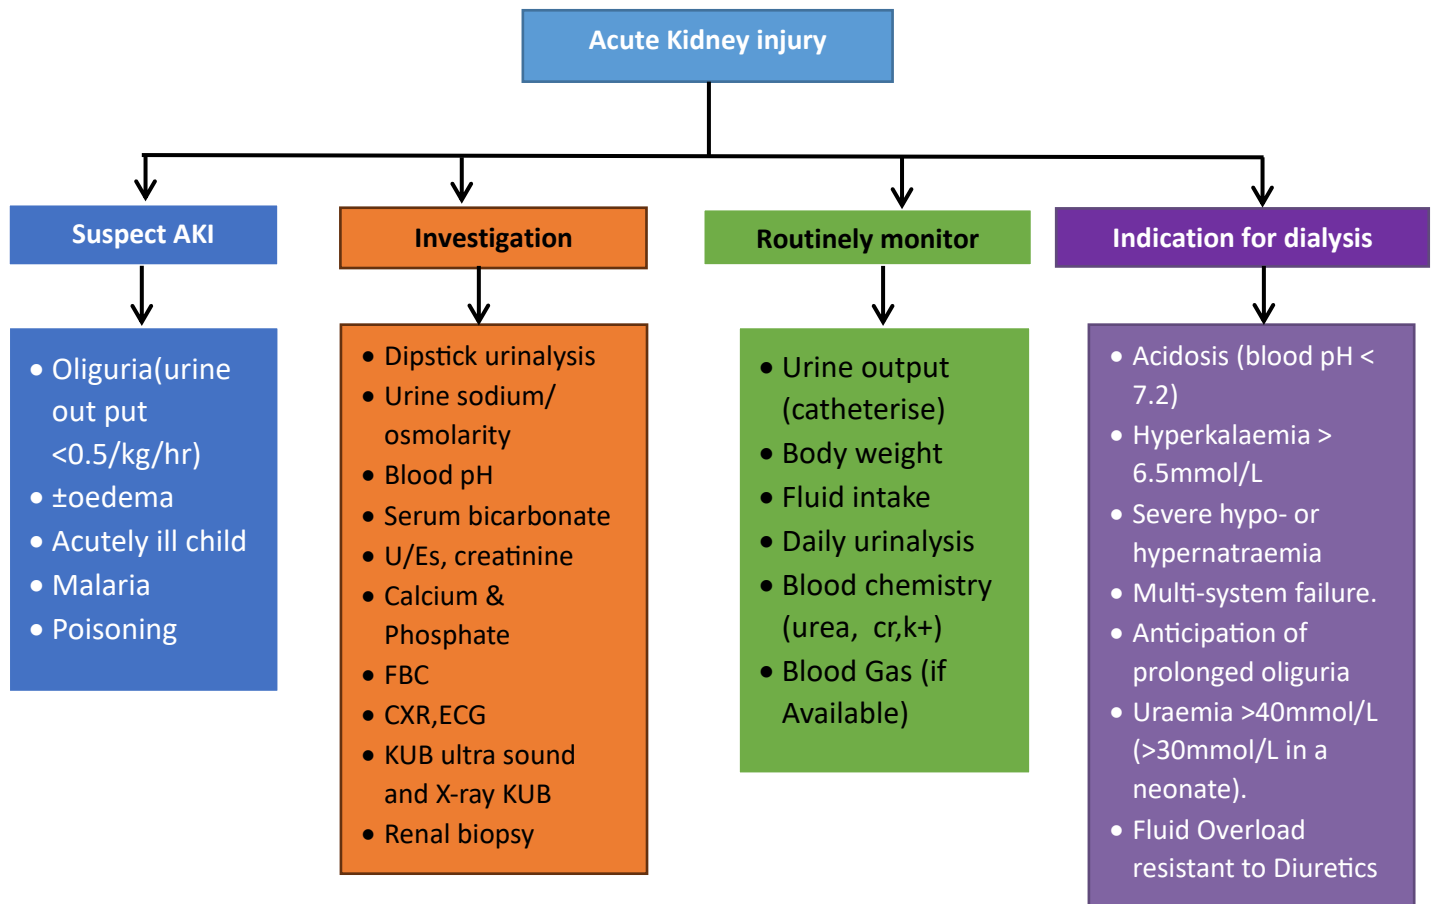 Acute Kidney injury
Suspect AKI
• Oliguria(urine
out put
<0.5/kg/hr)
• ±oedema
• Acutely ill child
• Malaria
• Poisoning
Investigation
• Dipstick urinalysis
• Urine sodium/
osmolarity
• Blood pH
• Serum bicarbonate
• U/Es, creatinine
• Calcium &
Phosphate
• FBC
• CXR,ECG
• KUB ultra sound
and X-ray KUB
• Renal biopsy
Routinely monitor
• Urine output
(catheterise)
• Body weight
• Fluid intake
• Daily urinalysis
• Blood chemistry
(urea, cr,k+)
• Blood Gas (if
Available)
Indication for dialysis
• Acidosis (blood pH <
7.2)
• Hyperkalaemia >
6.5mmol/L
• Severe hypo- or
hypernatraemia
• Multi-system failure.
• Anticipation of
prolonged oliguria
• Uraemia >40mmol/L
(>30mmol/L in a
neonate).
• Fluid Overload
resistant to Diuretics